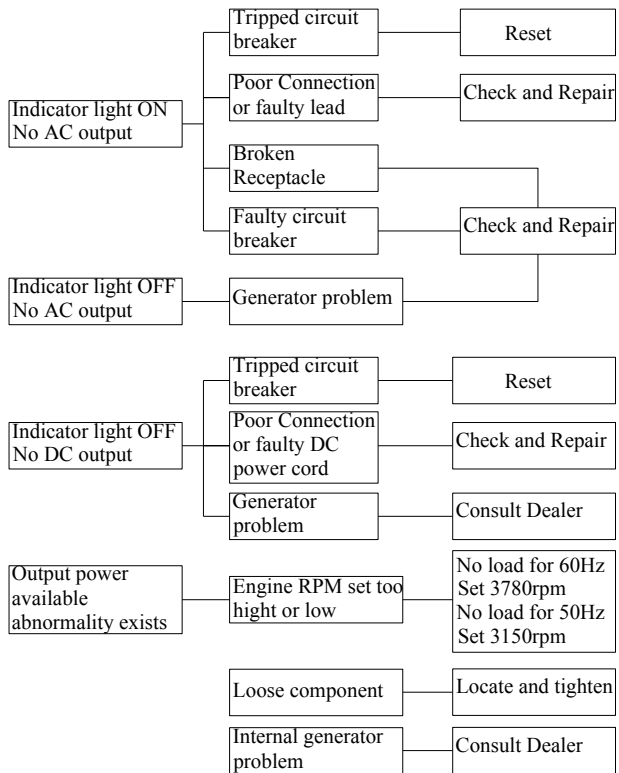 Tripped circuit
breaker
Reset
Indicator light ON
No AC output
Poor Connection
or faulty lead
Check and Repair
Broken
Receptacle
Faulty circuit
breaker
Check and Repair
Indicator light OFF
No AC output
Generator problem
Tripped circuit
breaker
Reset
Indicator light OFF
No DC output
Poor Connection
or faulty DC
power cord
Check and Repair
Generator
problem
Consult Dealer
Output power
available
abnormality exists
Engine RPM set too
hight or low
No load for 60Hz
Set 3780rpm
No load for 50Hz
Set 3150rpm
Loose component
Locate and tighten
Internal generator
problem
Consult Dealer